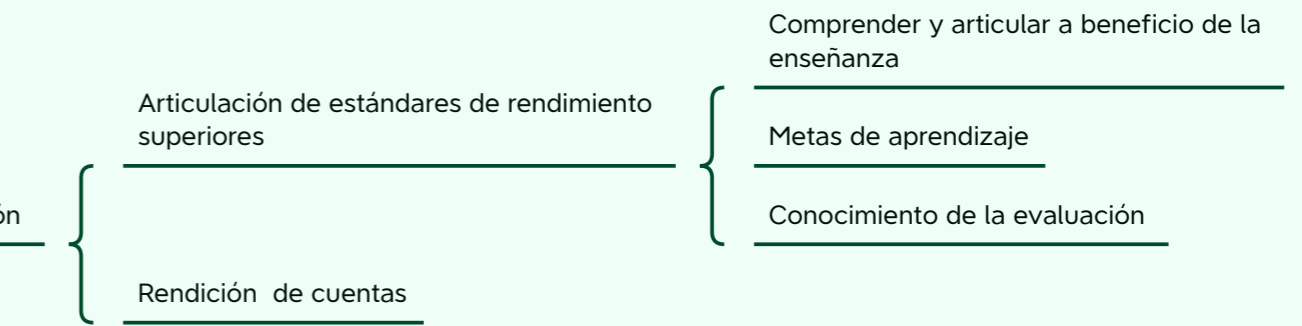 Comprender y articular a beneficio de la
enseñanza
Articulación de estándares de rendimiento
superiores
Metas de aprendizaje
Conocimiento de la evaluación
Rendición  de cuentas